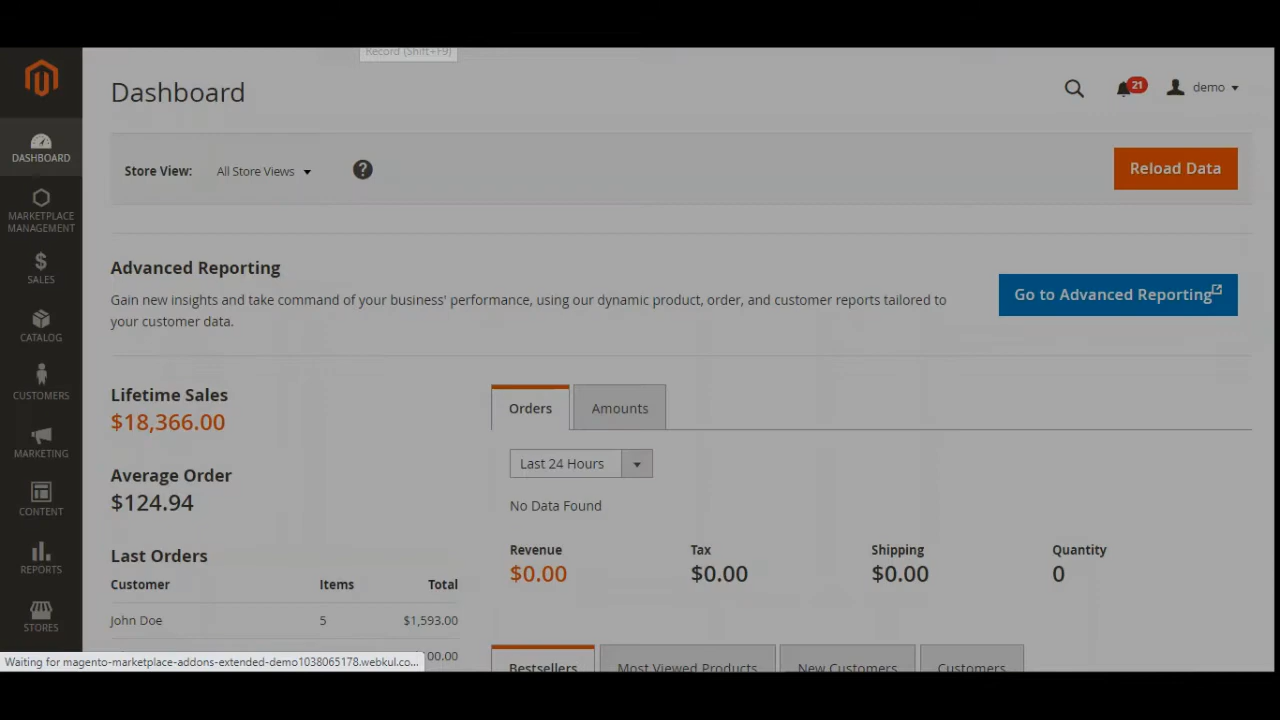 Record (Shift+F9)
Dashboard
21
demo
DASHBOARD
Store View:
All Store Views
?
Reload Data
MARKETPLACE
MANAGEMENT
SALES
Advanced Reporting
Gain new insights and take command of your business' performance, using our dynamic product, order, and customer reports tailored to
your customer data.
Go to Advanced Reporting
CATALOG
CUSTOMERS
MARKETING
CONTENT
REPORTS
STORES
Lifetime Sales
$18,366.00
Average Order
$124.94
Last Orders
Customer Items Total
John Doe 5 $1,593.00
00.00
Orders
Amounts
Last 24 Hours
No Data Found
Revenue Tax Shipping Quantity
$0.00 $0.00 $0.00 0
Bestsellers Most Viewed Products New Customers Customers
Waiting for magento-marketplace-addons-extended-demo1038065178.webkul.co...